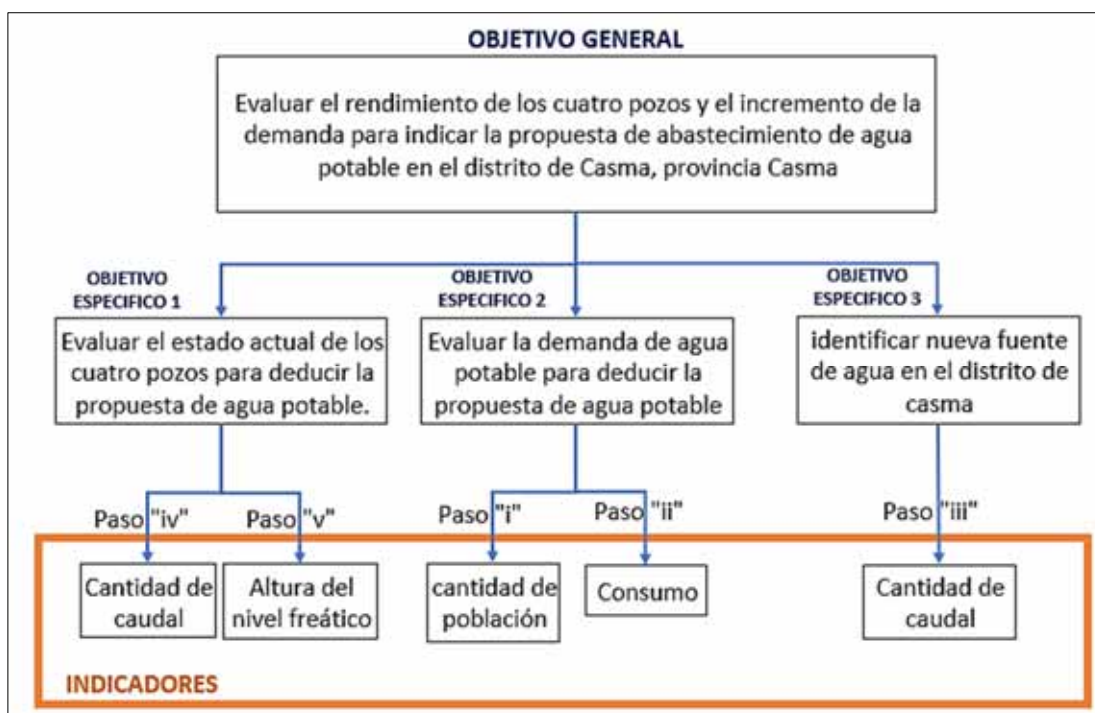 OBJETIVO GENERAL
Evaluar el rendimiento de los cuatro pozos y el incremento de la
demanda para indicar la propuesta de abastecimiento de agua
potable en el distrito de Casma, provincia Casma
OBJETIVO
ESPECIFICO 1
Evaluar el estado actual de los
cuatro pozos para deducir la
propuesta de agua potable.
OBJETIVO
ESPECIFICO 2
Evaluar la demanda de agua
potable para deducir la
propuesta de agua potable
OBJETIVO
ESPECIFICO 3
identificar nueva fuente
de agua en el distrito de
casma
Paso "iv"
Paso "v"
Paso "i"
Paso "ii"
Paso "iii"
Cantidad de
caudal
Altura del
nivel freático
cantidad de
población
Consumo
Cantidad de
caudal
INDICADORES